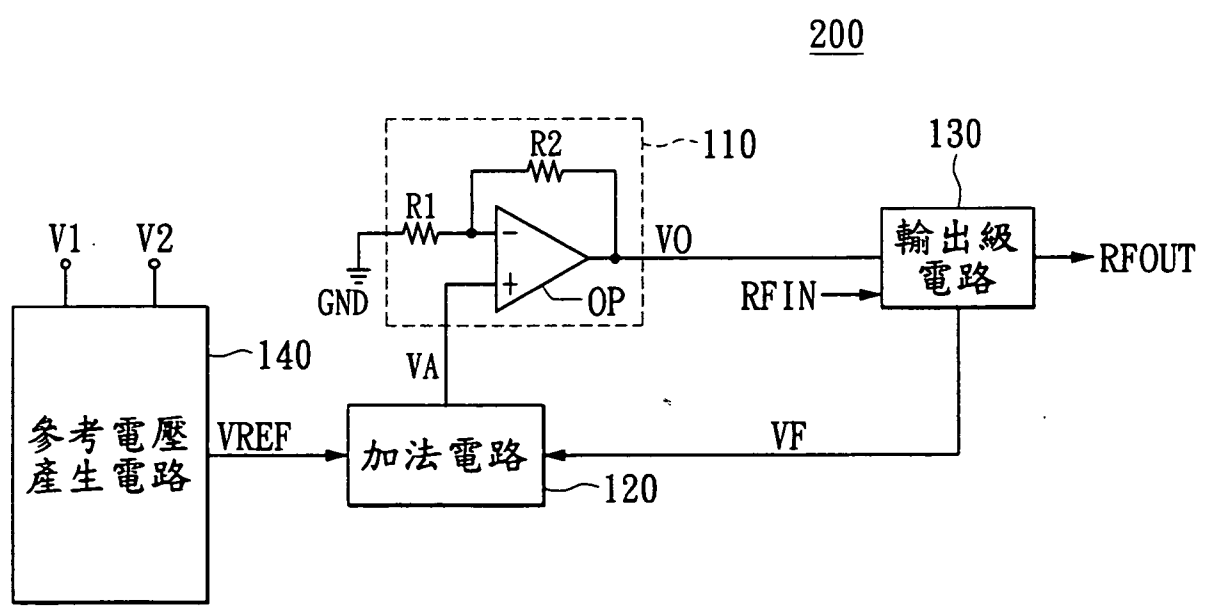 200
R2
110
130
R1
V1
V2
－
VO
輸出級
電路
RFOUT
+
GND
OP
RFIN
140
VA
參考電壓
產生電路
VREF
加法電路
VF
120